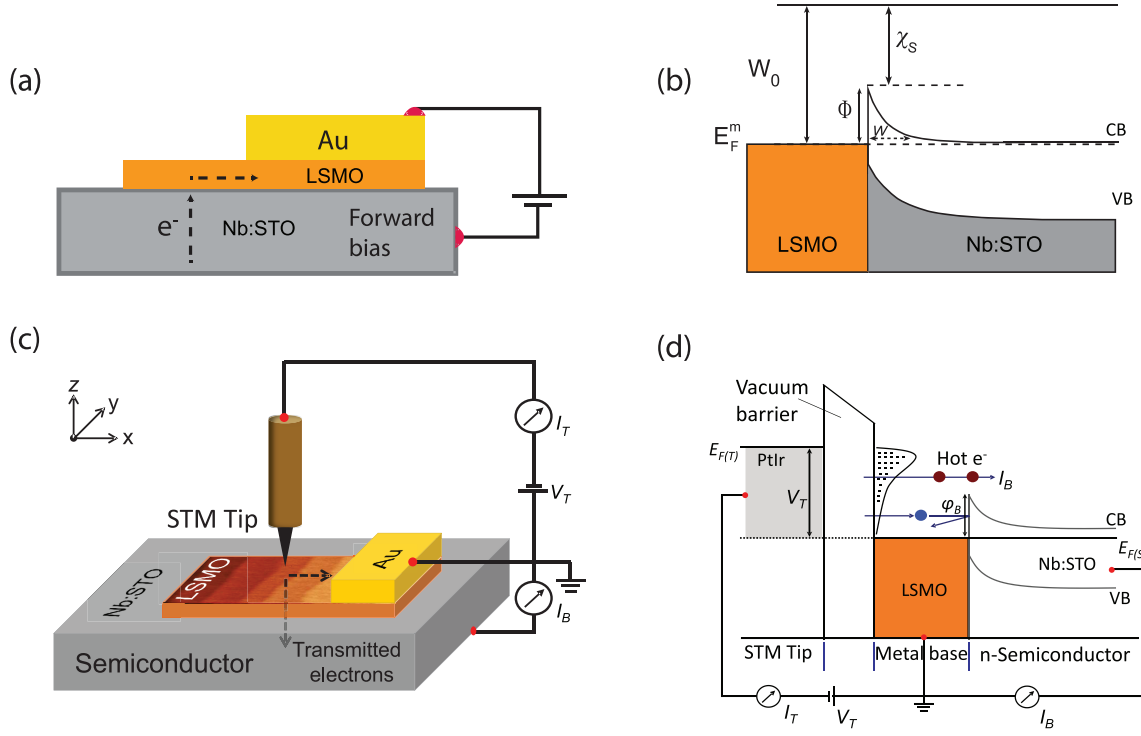 (a)
Au
LSMO
e-
Nb:STO
Forward
bias
(b)
W0
χS
Φ
W
E_F^m
CB
VB
LSMO
Nb:STO
(c)
z
y
x
STM Tip
IT
VT
IB
Nb:STO
LSMO
Au
Semiconductor
Transmitted
electrons
(d)
Vacuum
barrier
EF(T)
PtIr
VT
Hot e-
IB
φB
CB
EF(S
Nb:STO
VB
LSMO
STM Tip
Metal base
n-Semiconductor
IT
VT
IB